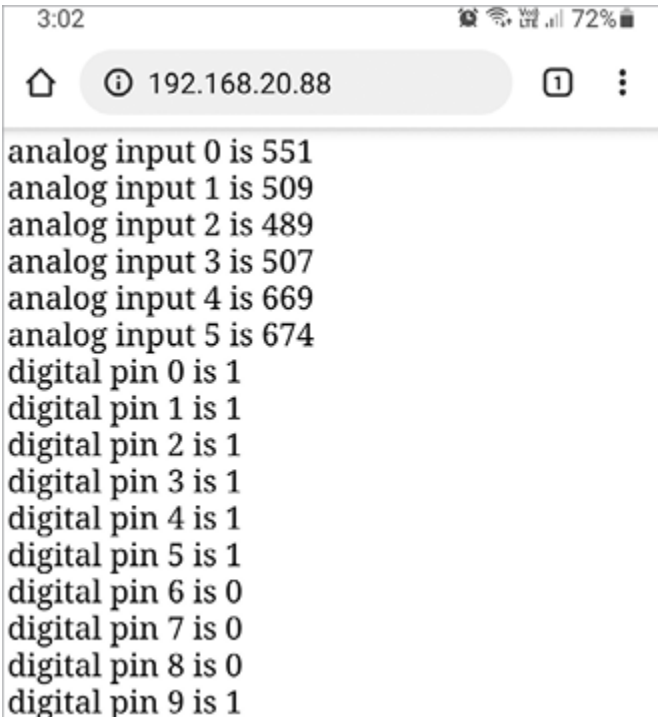 3:02 Vo) LTE 72%
192.168.20.88 1
analog input 0 is 551
analog input 1 is 509
analog input 2 is 489
analog input 3 is 507
analog input 4 is 669
analog input 5 is 674
digital pin 0 is 1
digital pin 1 is 1
digital pin 2 is 1
digital pin 3 is 1
digital pin 4 is 1
digital pin 5 is 1
digital pin 6 is 0
digital pin 7 is 0
digital pin 8 is 0
digital pin 9 is 1